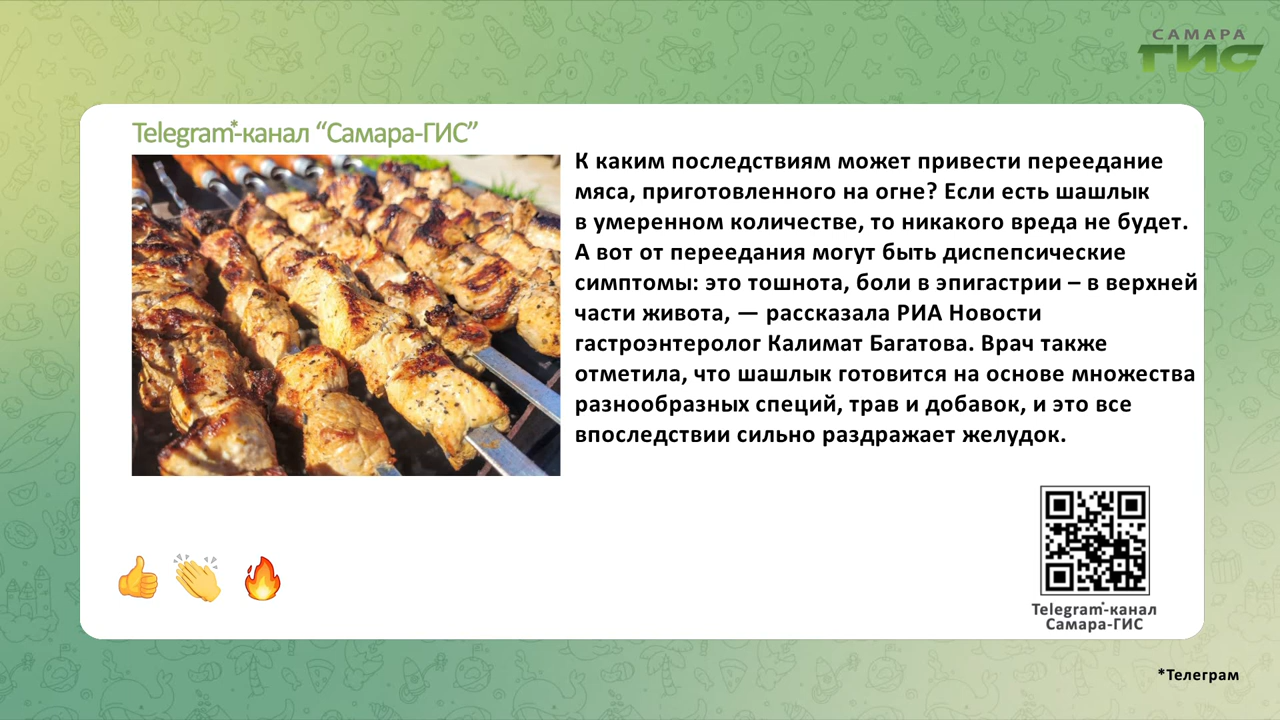 САМАРА
ГИС
Telegram*-канал “Самара-ГИС”
К каким последствиям может привести переедание
мяса, приготовленного на огне? Если есть шашлык
в умеренном количестве, то никакого вреда не будет.
А вот от переедания могут быть диспепсические
симптомы: это тошнота, боли в эпигастрии – в верхней
части живота, — рассказала РИА Новости
гастроэнтеролог Калимат Багатова. Врач также
отметила, что шашлык готовится на основе множества
разнообразных специй, трав и добавок, и это все
впоследствии сильно раздражает желудок.
Telegram*-канал
Самара-ГИС
*Телеграм